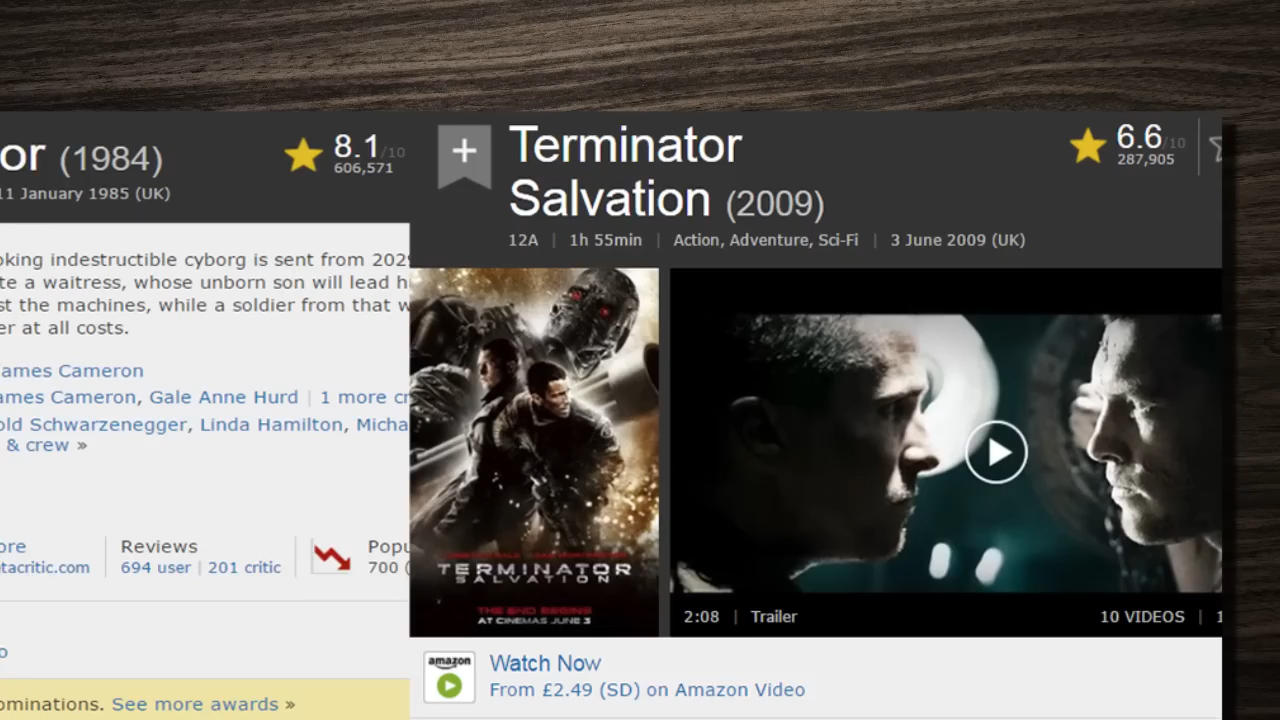 or (1984)
8.1/10
606,571
11 January 1985 (UK)
oking indestructible cyborg is sent from 2029
te a waitress, whose unborn son will lead h
st the machines, while a soldier from that w
er at all costs.
ames Cameron
ames Cameron, Gale Anne Hurd | 1 more cr
old Schwarzenegger, Linda Hamilton, Micha
& crew »
ore
tacritic.com
Reviews
694 user | 201 critic
Popu
700 (
o
ominations. See more awards »
+
Terminator
Salvation (2009)
6.6/10
287,905
12A | 1h 55min | Action, Adventure, Sci-Fi | 3 June 2009 (UK)
TERMINATOR
SALVATION
THE END BEGINS
AT CINEMAS JUNE 3
2:08 | Trailer
10 VIDEOS | 1
amazon
Watch Now
From £2.49 (SD) on Amazon Video